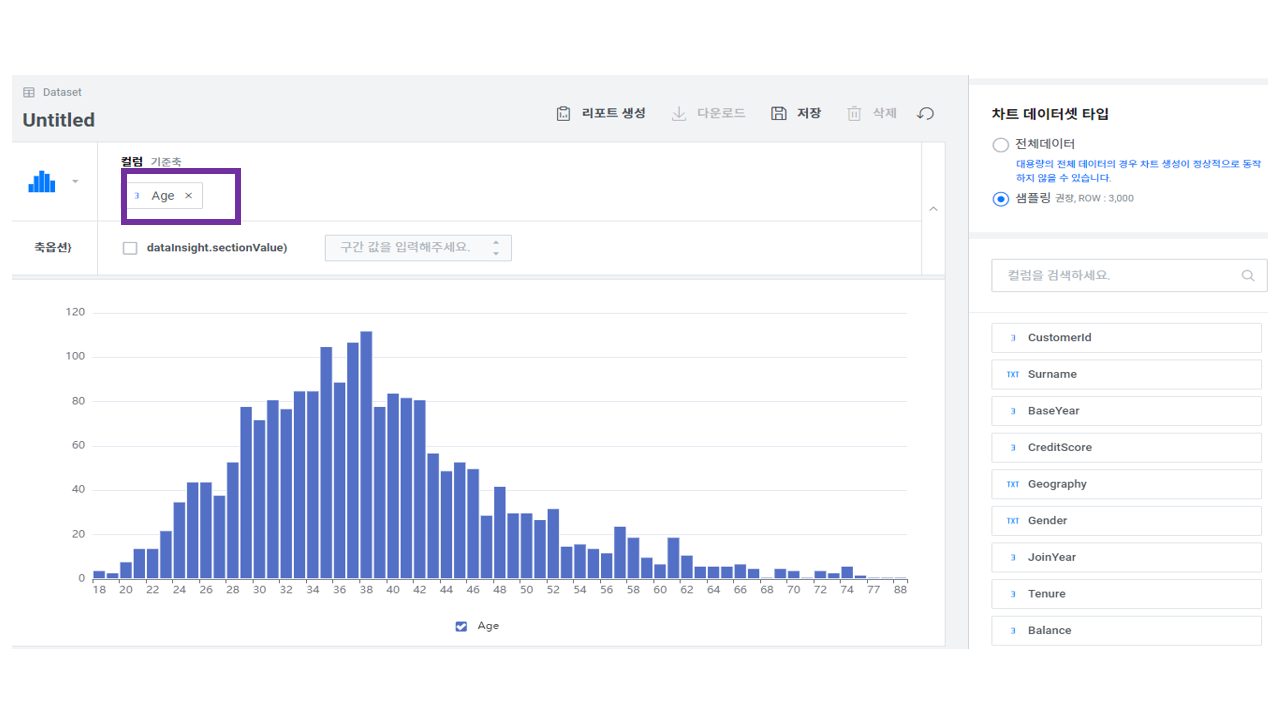 Dataset
Untitled
리포트 생성
다운로드
저장
삭제
컬럼 기준축
3 Age ×
축옵션}
dataInsight.sectionValue)
구간 값을 입력해주세요.
120
100
80
60
40
20
0
18 20 22 24 26 28 30 32 34 36 38 40 42 44 46 48 50 52 54 56 58 60 62 64 66 68 70 72 74 77 88
Age
차트 데이터셋 타입
전체데이터
대용량의 전체 데이터의 경우 차트 생성이 정상적으로 동작
하지 않을 수 있습니다.
샘플링 권장, ROW : 3,000
컬럼을 검색하세요.
3 CustomerId
TXT Surname
3 BaseYear
3 CreditScore
TXT Geography
TXT Gender
3 JoinYear
3 Tenure
3 Balance